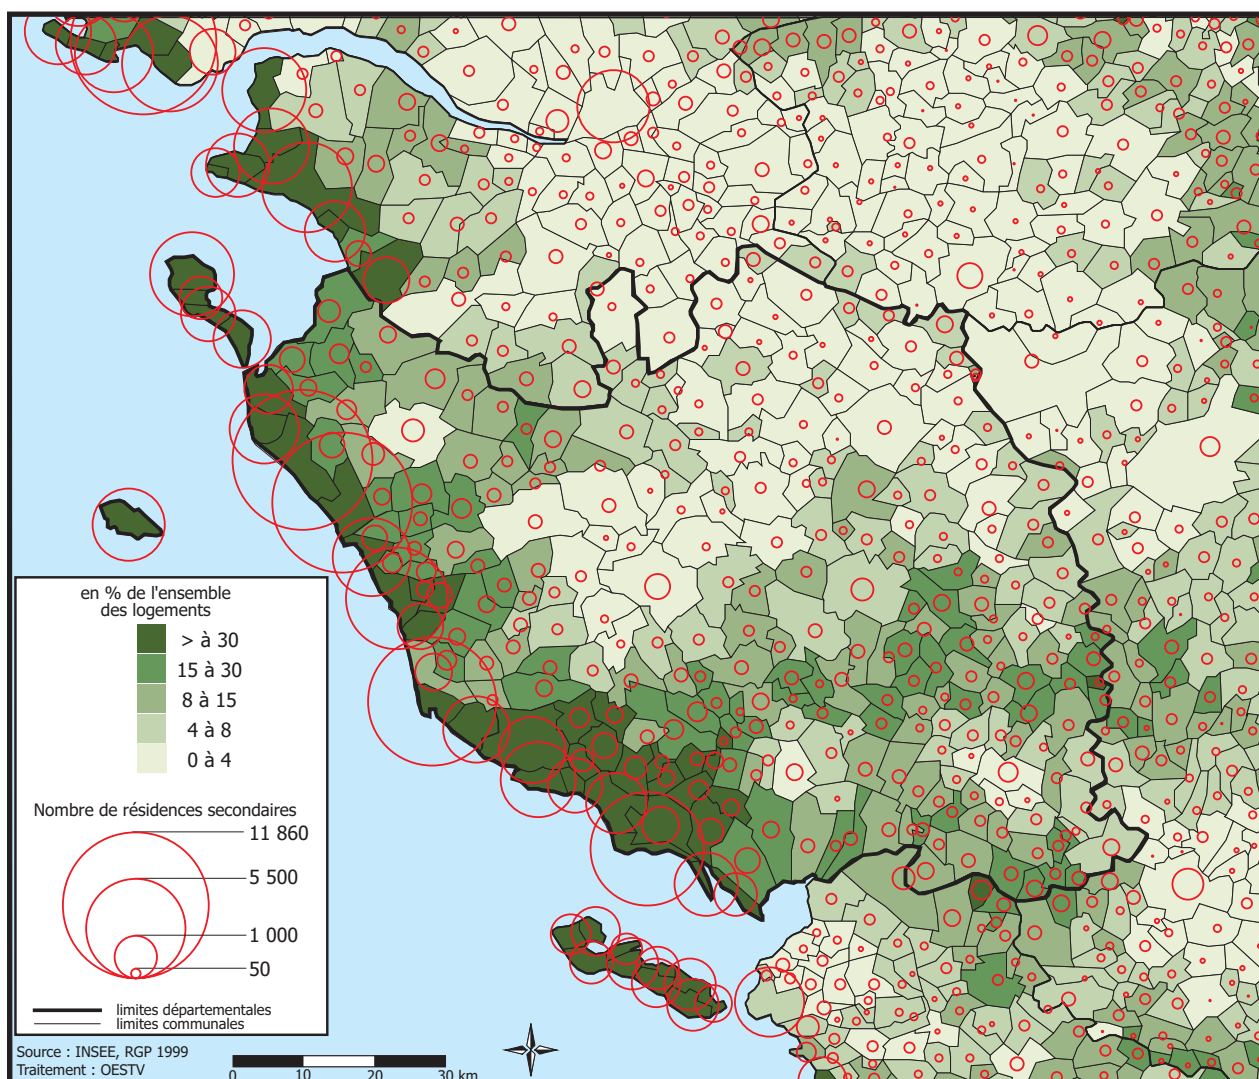 en % de l'ensemble
des logements
> à 30
15 à 30
8 à 15
4 à 8
0 à 4
Nombre de résidences secondaires
11 860
5 500
1 000
50
limites départementales
limites communales
Source : INSEE, RGP 1999
Traitement : OESTV
0 10 20 30 km